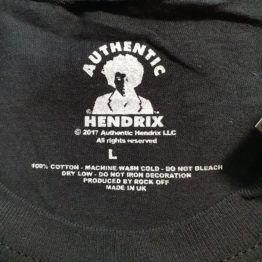 AUTHENTIC
HENDRIX
© 2017 Authentic Hendrix LLC
All rights reserved
L
100% COTTON - MACHINE WASH COLD - DO NOT BLEACH
DRY LOW - DO NOT IRON DECORATION
PRODUCED BY ROCK OFF
MADE IN UK